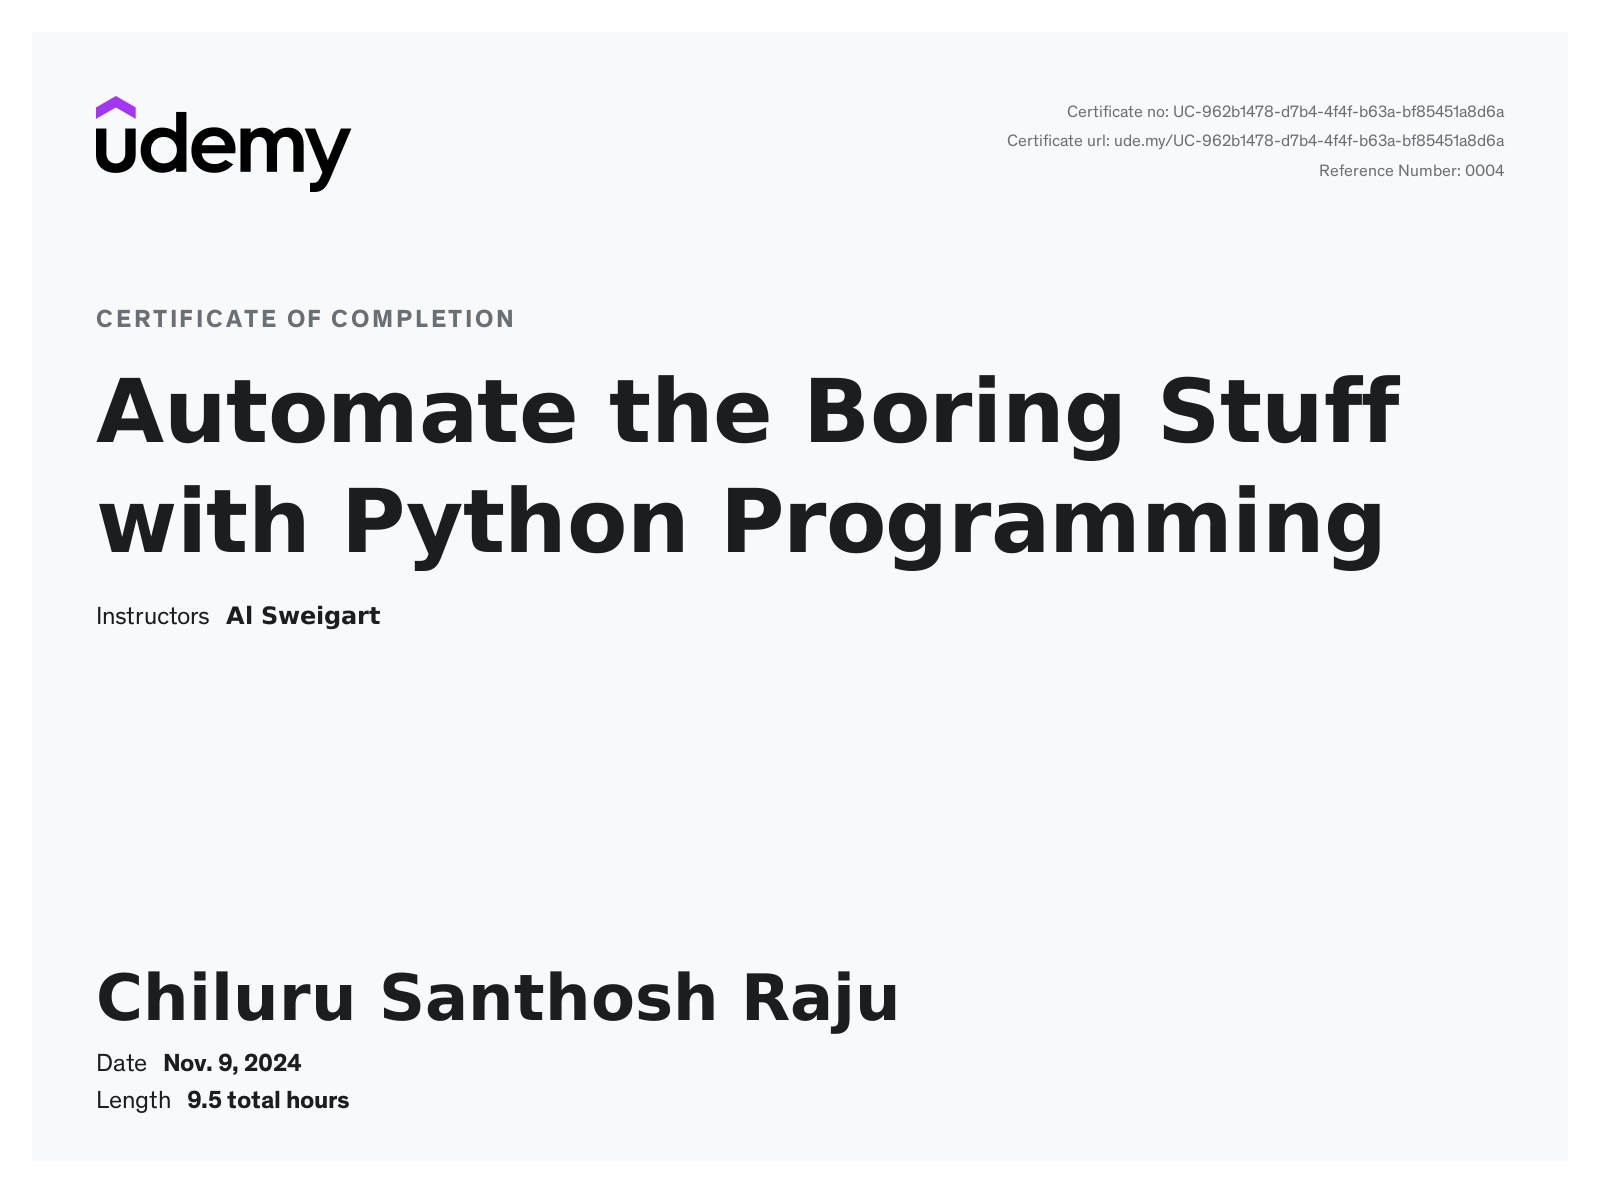 udemy
Certificate no: UC-962b1478-d7b4-4f4f-b63a-bf85451a8d6a
Certificate url: ude.my/UC-962b1478-d7b4-4f4f-b63a-bf85451a8d6a
Reference Number: 0004
CERTIFICATE OF COMPLETION
Automate the Boring Stuff
with Python Programming
Instructors Al Sweigart
Chiluru Santhosh Raju
Date Nov. 9, 2024
Length 9.5 total hours